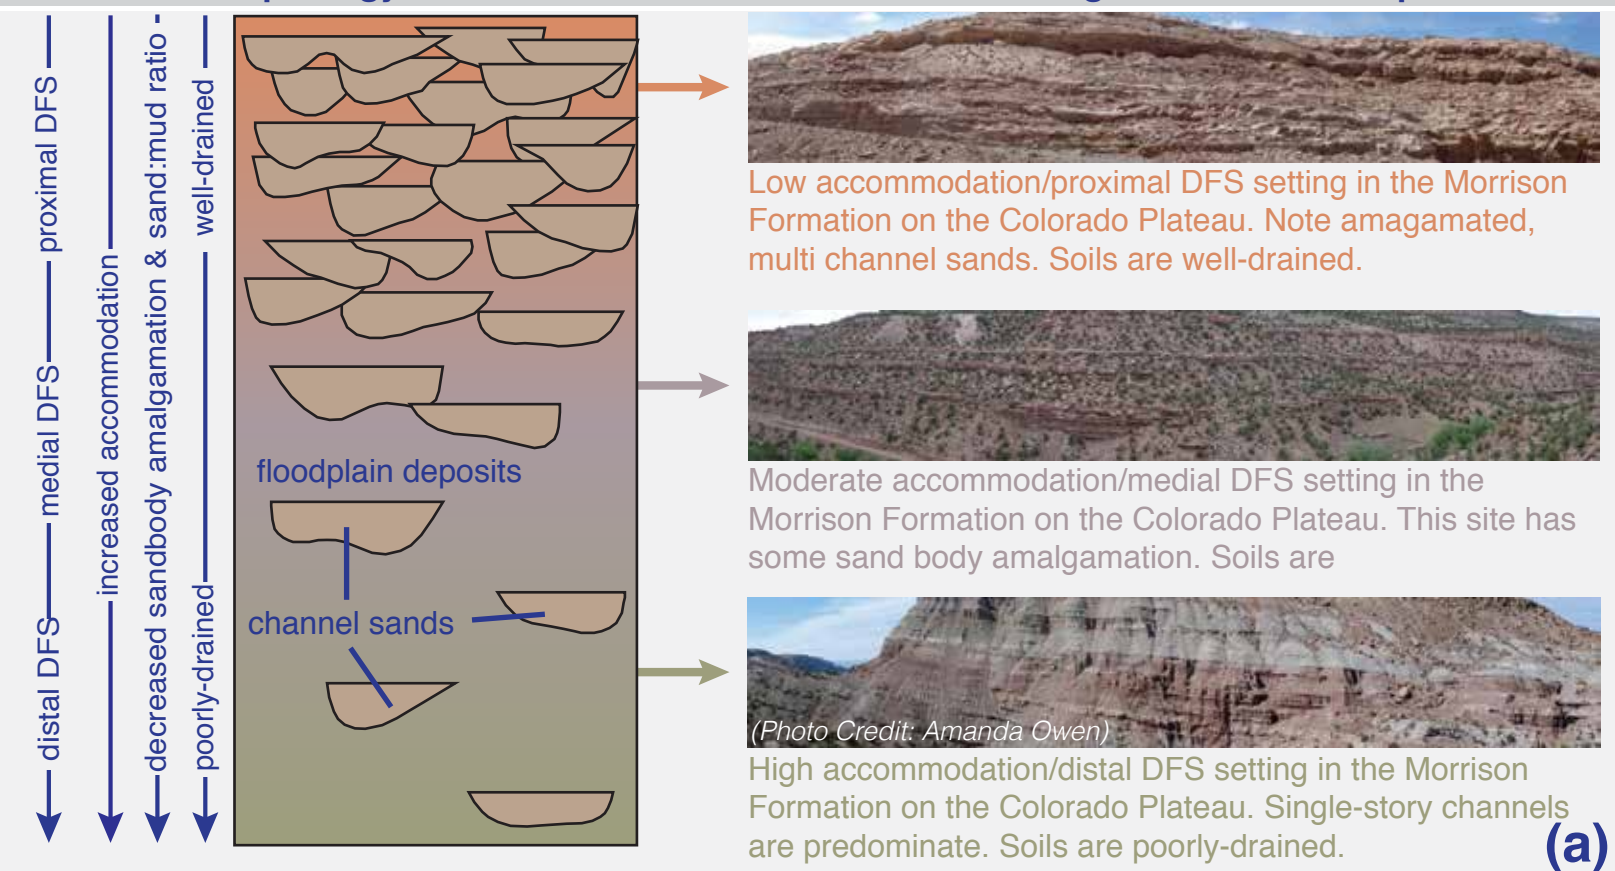 proximal DFS
medial DFS
distal DFS
increased accommodation
decreased sandbody amalgamation & sand:mud ratio
well-drained
poorly-drained
floodplain deposits
channel sands
Low accommodation/proximal DFS setting in the Morrison
Formation on the Colorado Plateau. Note amagamated,
multi channel sands. Soils are well-drained.
Moderate accommodation/medial DFS setting in the
Morrison Formation on the Colorado Plateau. This site has
some sand body amalgamation. Soils are
(Photo Credit: Amanda Owen)
High accommodation/distal DFS setting in the Morrison
Formation on the Colorado Plateau. Single-story channels
are predominate. Soils are poorly-drained.
(a)